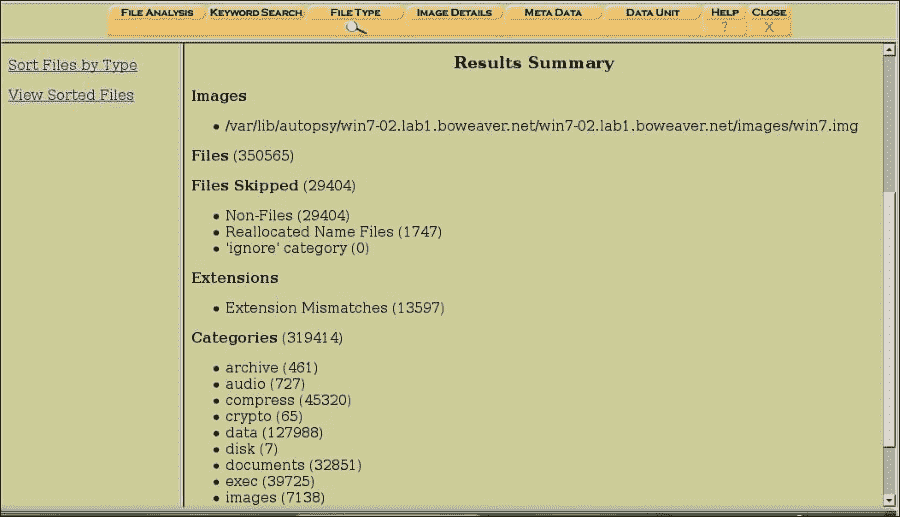 FILE ANALYSIS KEYWORD SEARCH FILE TYPE IMAGE DETAILS META DATA DATA UNIT HELP CLOSE
? X
Sort Files by Type
View Sorted Files
Results Summary
Images
• /var/lib/autopsy/win7-02.lab1.boweaver.net/win7-02.lab1.boweaver.net/images/win7.img
Files (350565)
Files Skipped (29404)
• Non-Files (29404)
• Reallocated Name Files (1747)
• 'ignore' category (0)
Extensions
• Extension Mismatches (13597)
Categories (319414)
• archive (461)
• audio (727)
• compress (45320)
• crypto (65)
• data (127988)
• disk (7)
• documents (32851)
• exec (39725)
• images (7138)